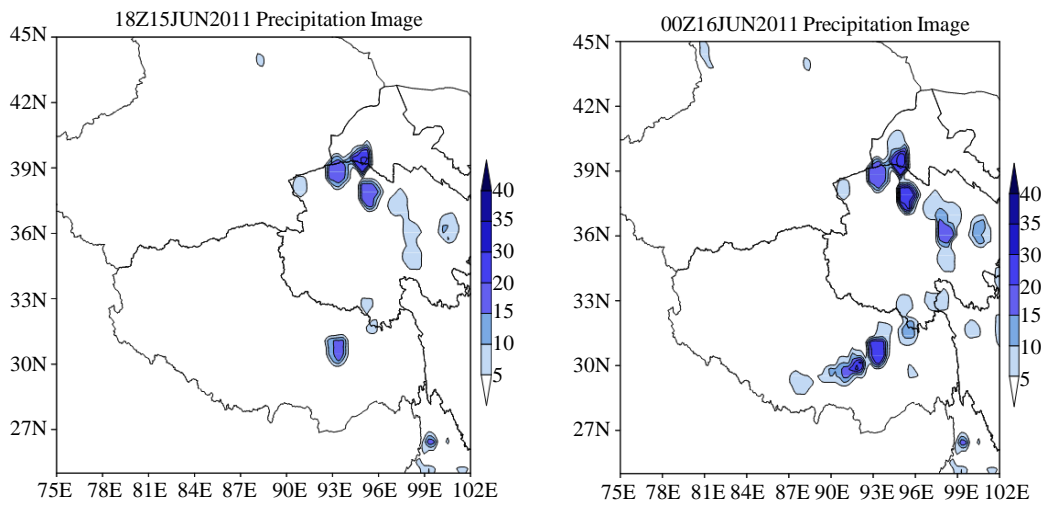 18Z15JUN2011 Precipitation Image
45N
42N
39N
36N
33N
30N
27N
75E 78E 81E 84E 87E 90E 93E 96E 99E 102E
40
35
30
20
15
10
5
00Z16JUN2011 Precipitation Image
45N
42N
39N
36N
33N
30N
27N
75E 78E 81E 84E 87E 90E 93E 96E 99E 102E
40
35
30
20
15
10
5